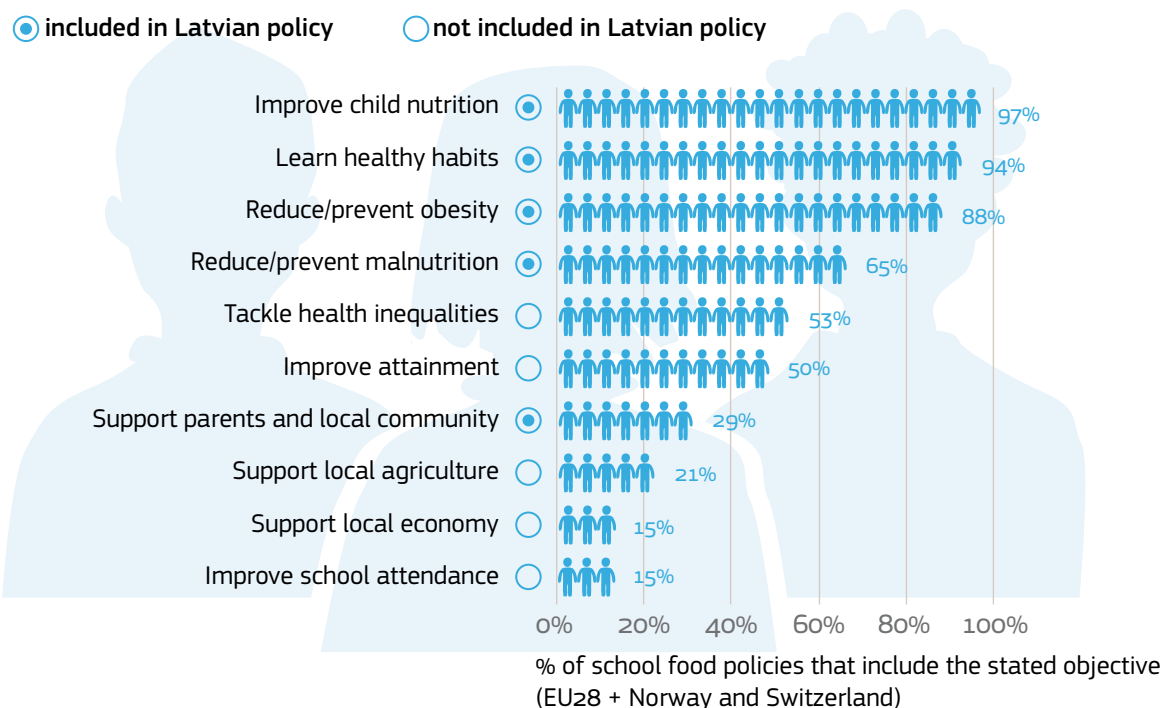 included in Latvian policy not included in Latvian policy
Improve child nutrition 97%
Learn healthy habits 94%
Reduce/prevent obesity 88%
Reduce/prevent malnutrition 65%
Tackle health inequalities 53%
Improve attainment 50%
Support parents and local community 29%
Support local agriculture 21%
Support local economy 15%
Improve school attendance 15%
0% 20% 40% 60% 80% 100%
% of school food policies that include the stated objective
(EU28 + Norway and Switzerland)